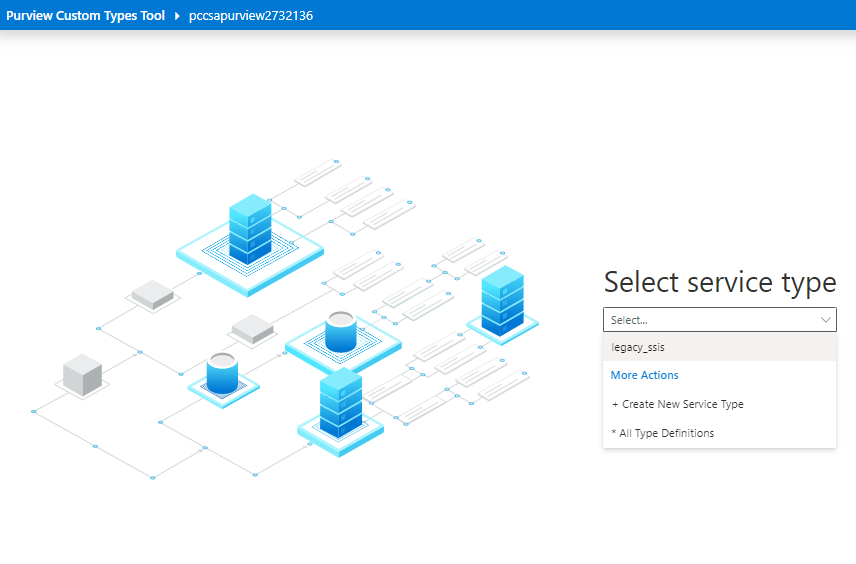 Purview Custom Types Tool pccsapurview2732136
Select service type
Select...
legacy_ssis
More Actions
+ Create New Service Type
* All Type Definitions